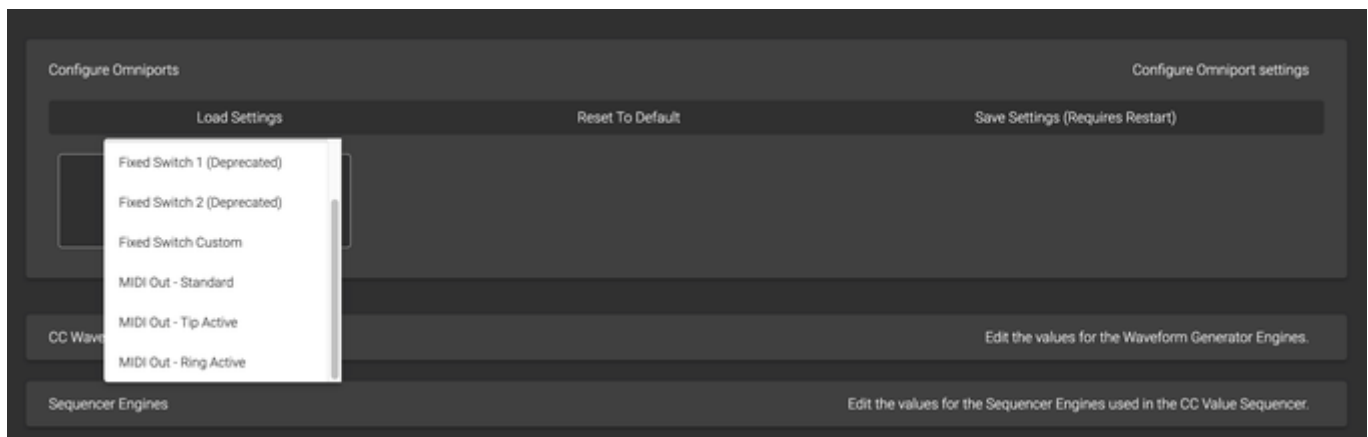 Configure Omniports Configure Omniport settings
Load Settings Reset To Default Save Settings (Requires Restart)
Fixed Switch 1 (Deprecated)
Fixed Switch 2 (Deprecated)
Fixed Switch Custom
MIDI Out - Standard
MIDI Out - Tip Active
CC Wave Edit the values for the Waveform Generator Engines.
MIDI Out - Ring Active
Sequencer Engines Edit the values for the Sequencer Engines used in the CC Value Sequencer.